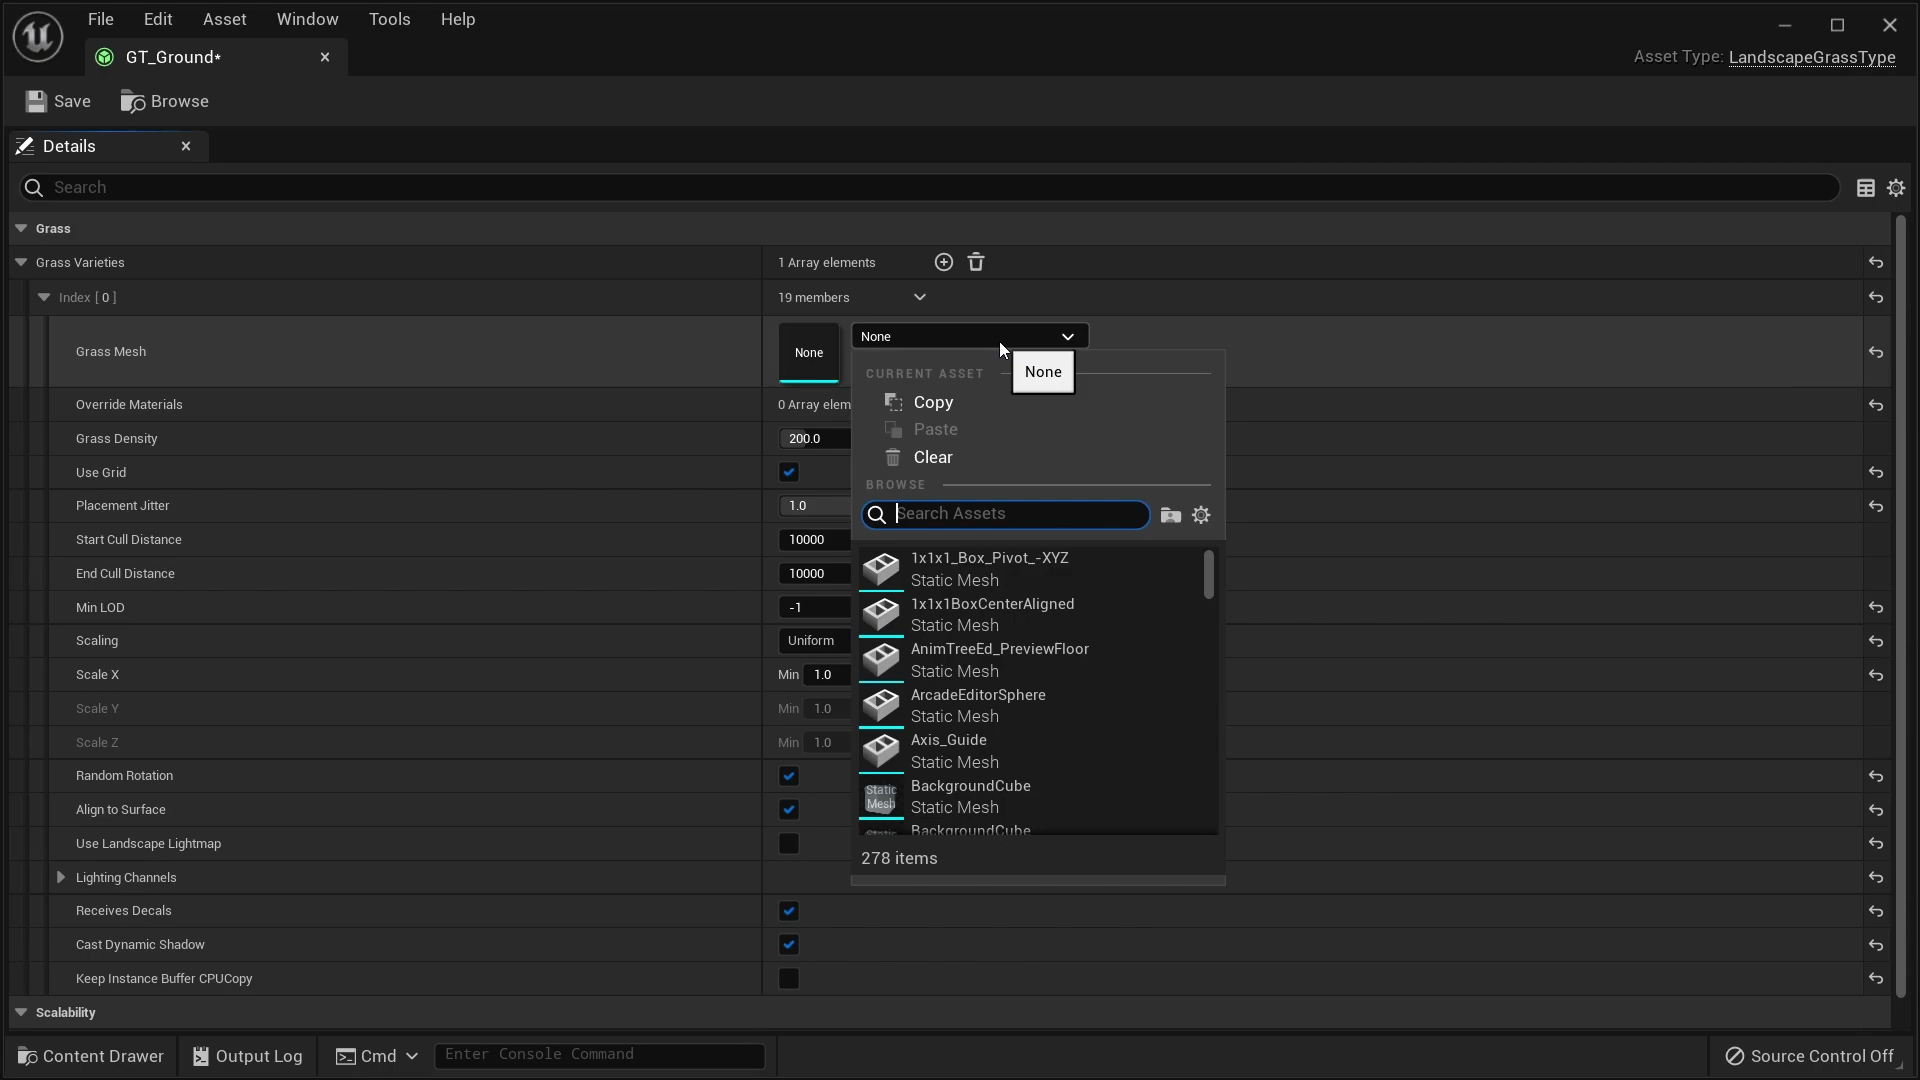 File Edit Asset Window Tools Help
GT_Ground*
Asset Type: LandscapeGrassType
Save Browse
Details
Search
Grass
Grass Varieties 1 Array elements
Index [ 0 ] 19 members
Grass Mesh None None
None
CURRENT ASSET
Copy
Paste
Clear
BROWSE
Search Assets
1x1x1_Box_Pivot_-XYZ
Static Mesh
1x1x1BoxCenterAligned
Static Mesh
AnimTreeEd_PreviewFloor
Static Mesh
ArcadeEditorSphere
Static Mesh
Axis_Guide
Static Mesh
Static Mesh
BackgroundCube
Static Mesh
BackgroundCube
278 items
Override Materials 0 Array elem
Grass Density 200.0
Use Grid
Placement Jitter 1.0
Start Cull Distance 10000
End Cull Distance 10000
Min LOD -1
Scaling Uniform
Scale X Min 1.0
Scale Y Min 1.0
Scale Z Min 1.0
Random Rotation
Align to Surface
Use Landscape Lightmap
Lighting Channels
Receives Decals
Cast Dynamic Shadow
Keep Instance Buffer CPUCopy
Scalability
Content Drawer Output Log Cmd Enter Console Command Source Control Off